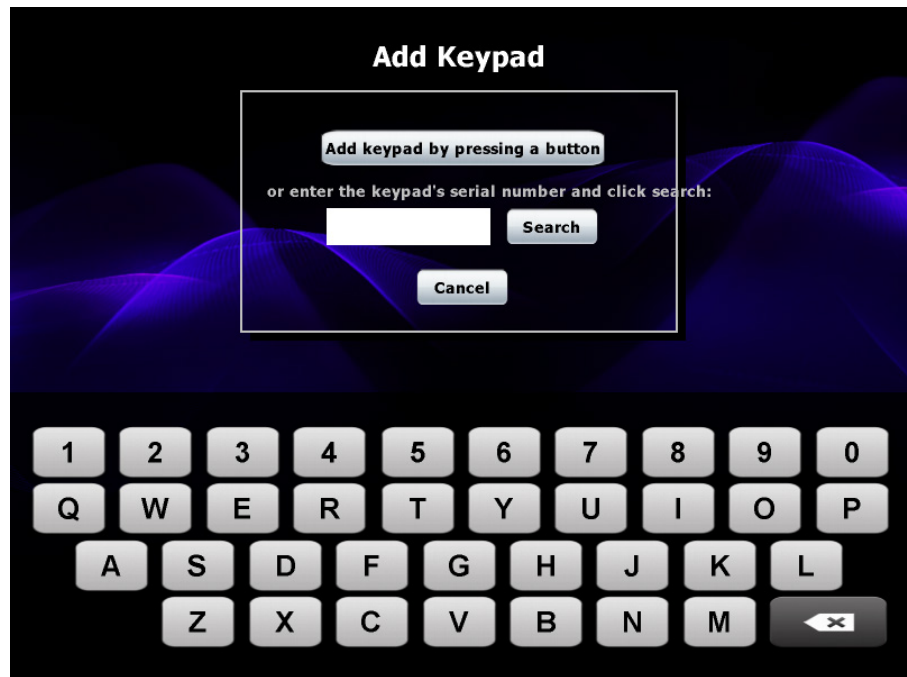 Add Keypad
Add keypad by pressing a button
or enter the keypad's serial number and click search:
Search
Cancel
1 2 3 4 5 6 7 8 9 0
Q W E R T Y U I O P
A S D F G H J K L
Z X C V B N M